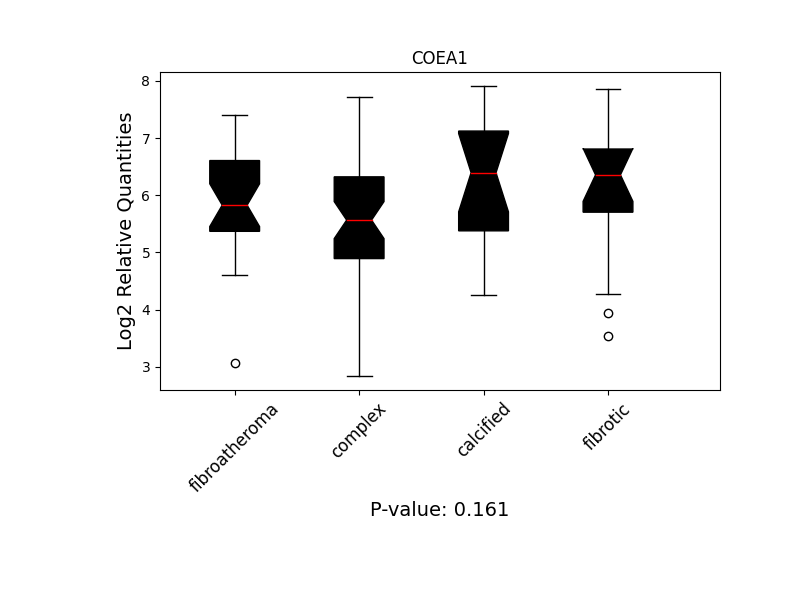 COEA1
Log2 Relative Quantities
8
7
6
5
4
3
fibroatheroma
complex
calcified
fibrotic
P-value: 0.161